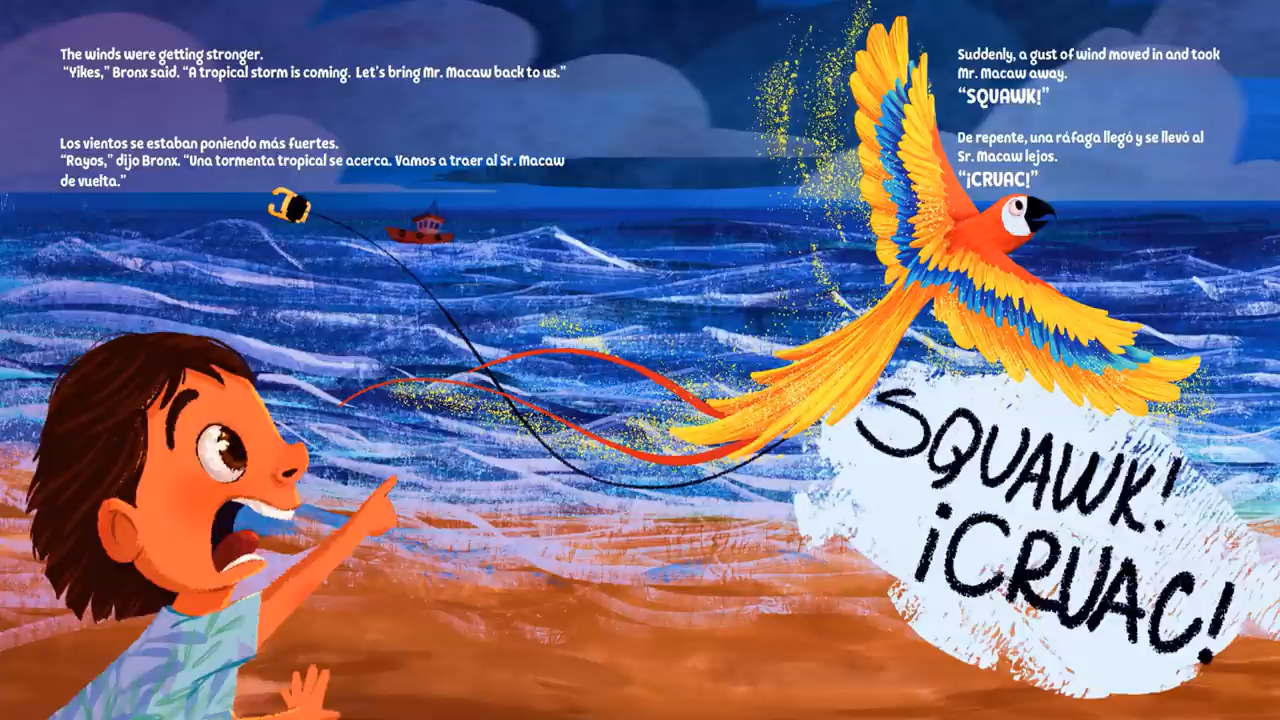 The winds were getting stronger.
“Yikes,” Bronx said. “A tropical storm is coming. Let’s bring Mr. Macaw back to us.”
Los vientos se estaban poniendo más fuertes.
“Rayos,” dijo Bronx. “Una tormenta tropical se acerca. Vamos a traer al Sr. Macaw
de vuelta.”
Suddenly, a gust of wind moved in and took
Mr. Macaw away.
“SQUAWK!”
De repente, una ráfaga llegó y se llevó al
Sr. Macaw lejos.
“¡CRUAC!”
SQUAWK!
¡CRUAC!